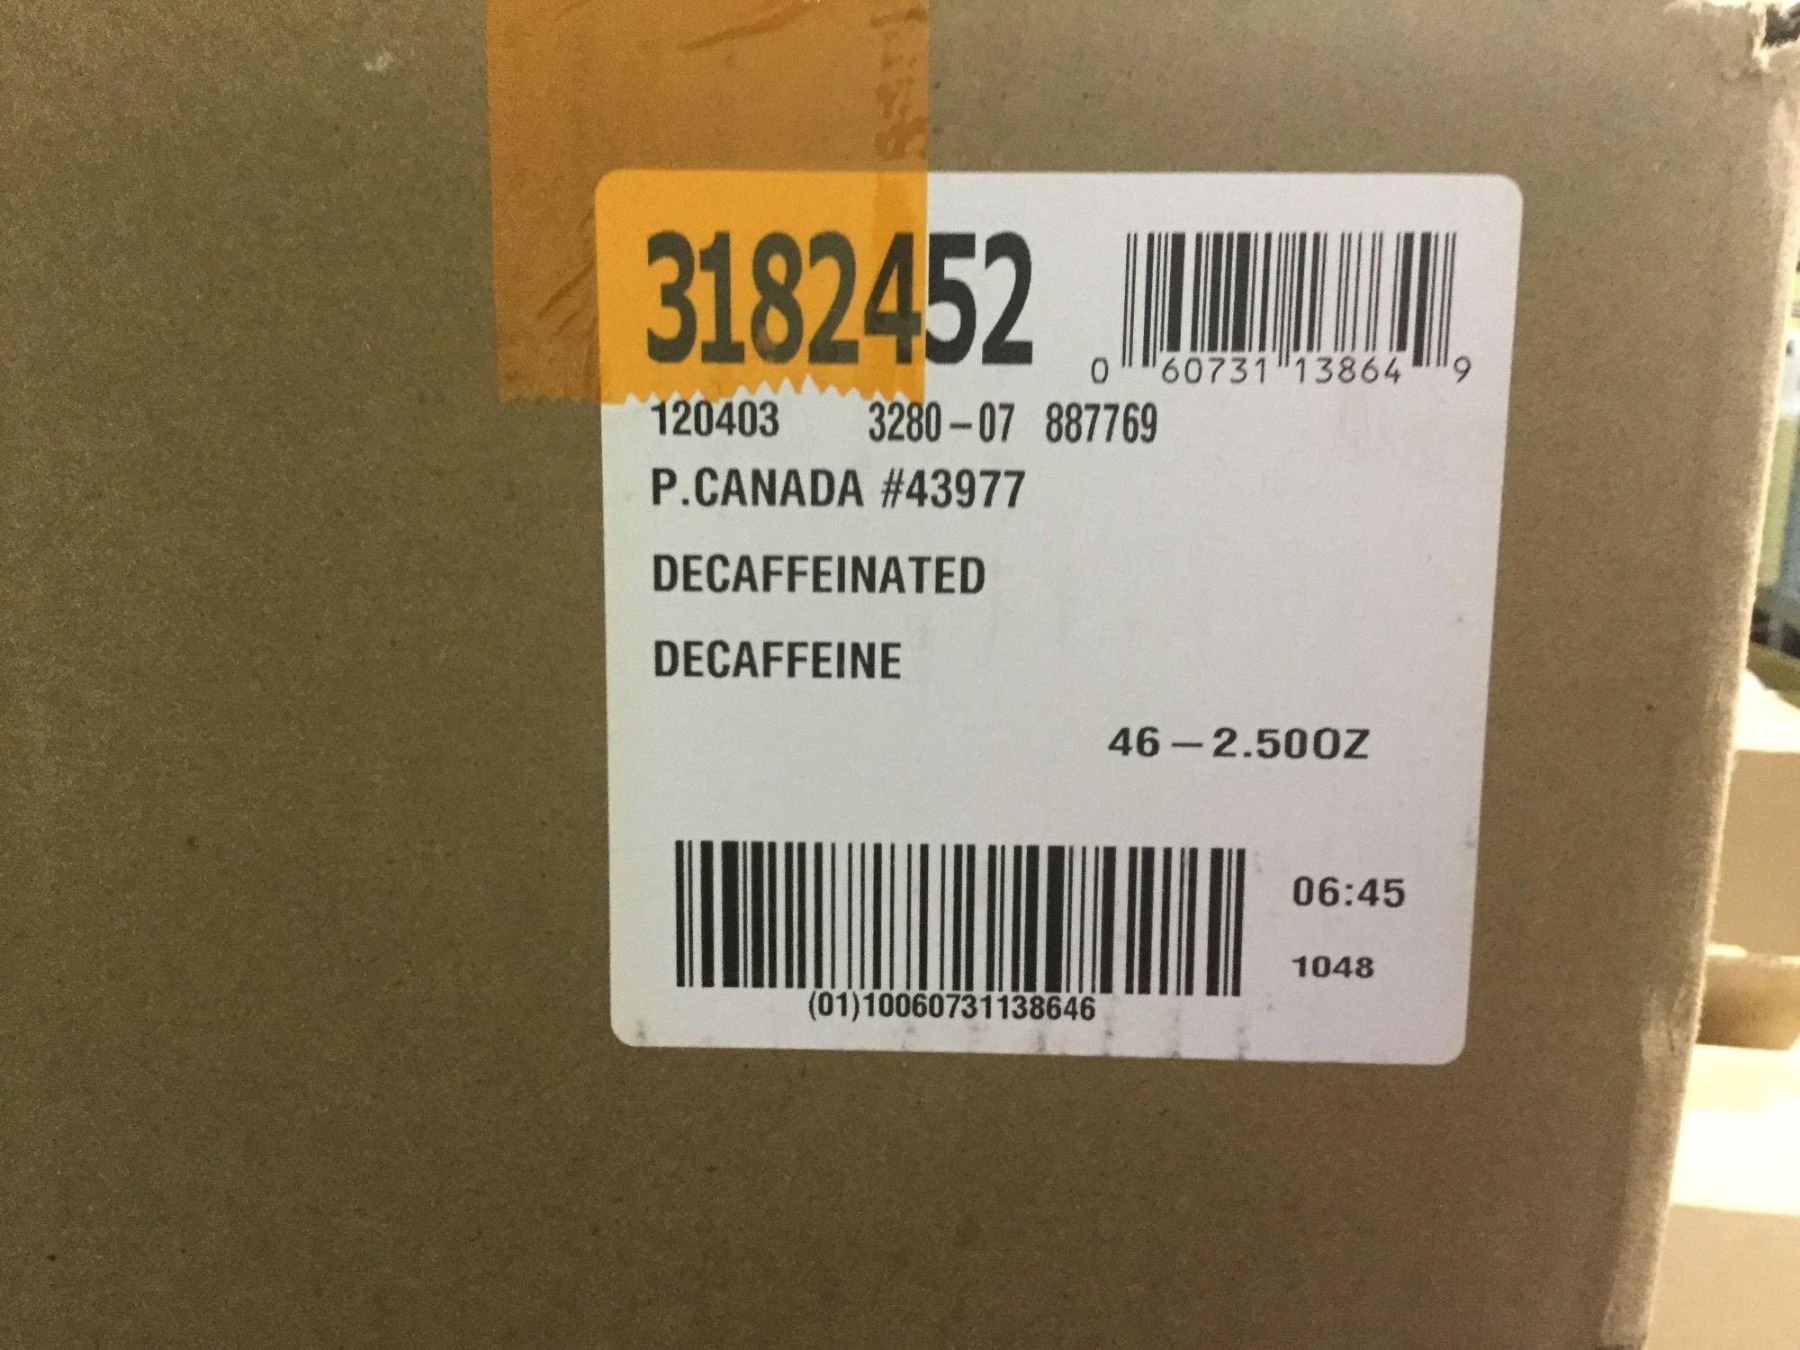 3182452
0 60731 13864 9
120403 3280-07 887769
P.CANADA #43977
DECAFFEINATED
DECAFFEINE
46-2.50OZ
06:45
1048
(01)10060731138646